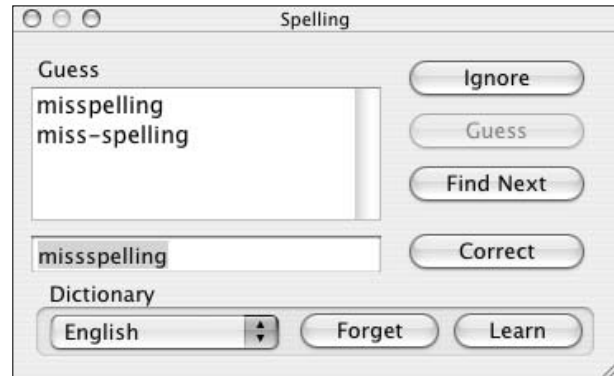 Spelling
Guess
misspelling
miss-spelling
missspelling
Dictionary
English
Ignore
Guess
Find Next
Correct
Forget
Learn